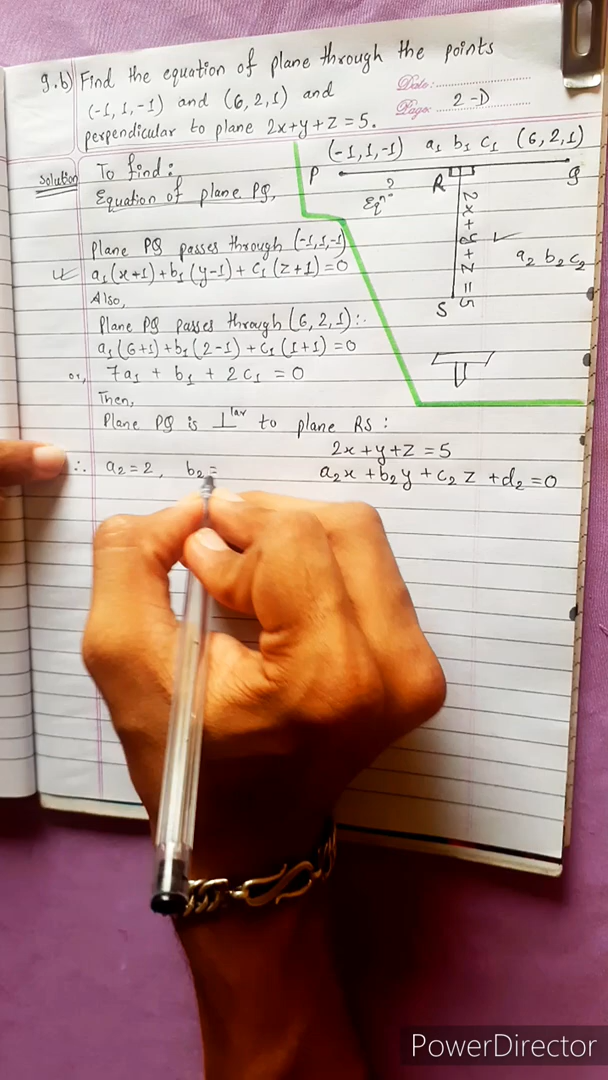 9.b) Find the equation of plane through the points
(-1, 1, -1) and (6, 2, 1) and
perpendicular to plane 2x+y+z = 5.
Date:
Page: 2-D
Solution To find:
Equation of plane PQ,
(-1, 1, -1) a₁ b₁ c₁ (6, 2, 1)
P R Q
?
Eqⁿ
2x+y+z=5
a₂ b₂ c₂
S
Plane PQ passes through (-1, 1, -1)
a₁(x+1)+b₁(y-1)+c₁(z+1)=0
Also,
Plane PQ passes through (6, 2, 1):-
a₁(6+1)+b₁(2-1)+c₁(1+1)=0
or, 7a₁ + b₁ + 2c₁ = 0
Then,
Plane PQ is ⊥ˡᵃʳ to plane RS:
2x+y+z = 5
∴ a₂ = 2, b₂ = a₂x + b₂y + c₂z + d₂ = 0
PowerDirector